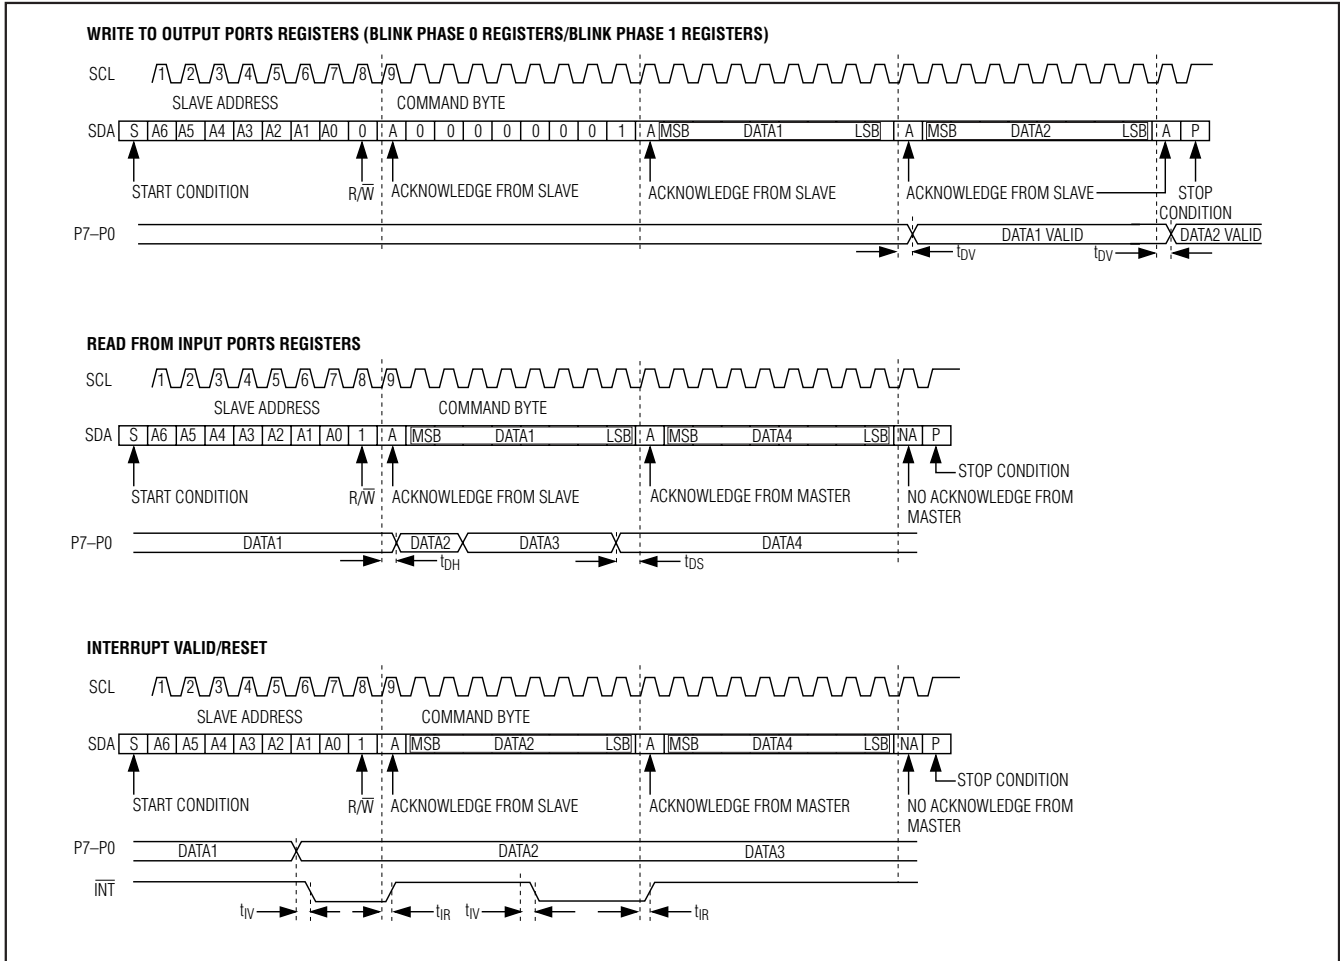 WRITE TO OUTPUT PORTS REGISTERS (BLINK PHASE 0 REGISTERS/BLINK PHASE 1 REGISTERS)
SCL 1 2 3 4 5 6 7 8 9
SLAVE ADDRESS COMMAND BYTE
SDA S A6 A5 A4 A3 A2 A1 A0 0 A 0 0 0 0 0 0 0 1 A MSB DATA1 LSB A MSB DATA2 LSB A P
START CONDITION R/W̅ ACKNOWLEDGE FROM SLAVE ACKNOWLEDGE FROM SLAVE ACKNOWLEDGE FROM SLAVE STOP
CONDITION
P7–P0 DATA1 VALID DATA2 VALID
tDV tDV
READ FROM INPUT PORTS REGISTERS
SCL 1 2 3 4 5 6 7 8 9
SLAVE ADDRESS COMMAND BYTE
SDA S A6 A5 A4 A3 A2 A1 A0 1 A MSB DATA1 LSB A MSB DATA4 LSB NA P
STOP CONDITION
START CONDITION R/W̅ ACKNOWLEDGE FROM SLAVE ACKNOWLEDGE FROM MASTER NO ACKNOWLEDGE FROM
MASTER
P7–P0 DATA1 DATA2 DATA3 DATA4
tDH tDS
INTERRUPT VALID/RESET
SCL 1 2 3 4 5 6 7 8 9
SLAVE ADDRESS COMMAND BYTE
SDA S A6 A5 A4 A3 A2 A1 A0 1 A MSB DATA2 LSB A MSB DATA4 LSB NA P
STOP CONDITION
START CONDITION R/W̅ ACKNOWLEDGE FROM SLAVE ACKNOWLEDGE FROM MASTER NO ACKNOWLEDGE FROM
MASTER
P7–P0 DATA1 DATA2 DATA3
I̅N̅T̅
tIV tIR tIV tIR